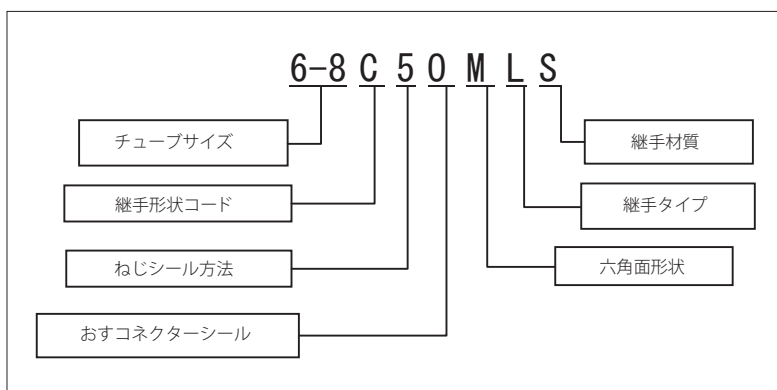 6-8 C 5 O M L S
チューブサイズ
継手材質
継手形状コード
継手タイプ
ねじシール方法
六角面形状
おすコネクターシール